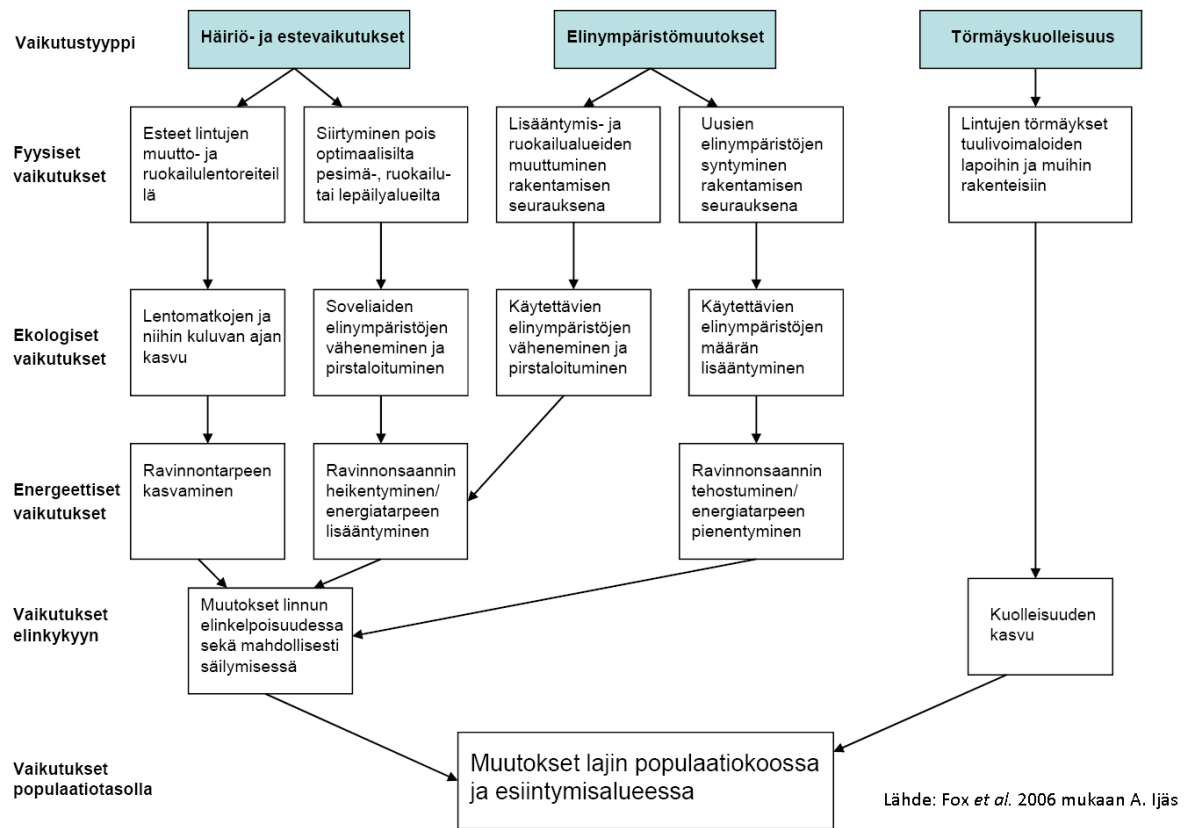 Vaikutustyyppi
Häiriö- ja estevaikutukset
Elinympäristömuutokset
Törmäyskuolleisuus
Fyysiset
vaikutukset
Esteet lintujen
muutto- ja
ruokailulentoreiteil
lä
Siirtyminen pois
optimaalisilta
pesimä-, ruokailu-
tai lepäilyalueilta
Lisääntymis- ja
ruokailualueiden
muuttuminen
rakentamisen
seurauksena
Uusien
elinympäristöjen
syntyminen
rakentamisen
seurauksena
Lintujen törmäykset
tuulivoimaloiden
lapoihin ja muihin
rakenteisiin
Ekologiset
vaikutukset
Lentomatkojen ja
niihin kuluvan ajan
kasvu
Soveliaiden
elinympäristöjen
väheneminen ja
pirstaloituminen
Käytettävien
elinympäristöjen
väheneminen ja
pirstaloituminen
Käytettävien
elinympäristöjen
määrän
lisääntyminen
Energeettiset
vaikutukset
Ravinnontarpeen
kasvaminen
Ravinnonsaannin
heikentyminen/
energiatarpeen
lisääntyminen
Ravinnonsaannin
tehostuminen/
energiatarpeen
pienentyminen
Vaikutukset
elinkykyyn
Muutokset linnun
elinkelpoisuudessa
sekä mahdollisesti
säilymisessä
Kuolleisuuden
kasvu
Vaikutukset
populaatiotasolla
Muutokset lajin populaatiokoossa
ja esiintymisalueessa
Lähde: Fox et al. 2006 mukaan A. Ijäs